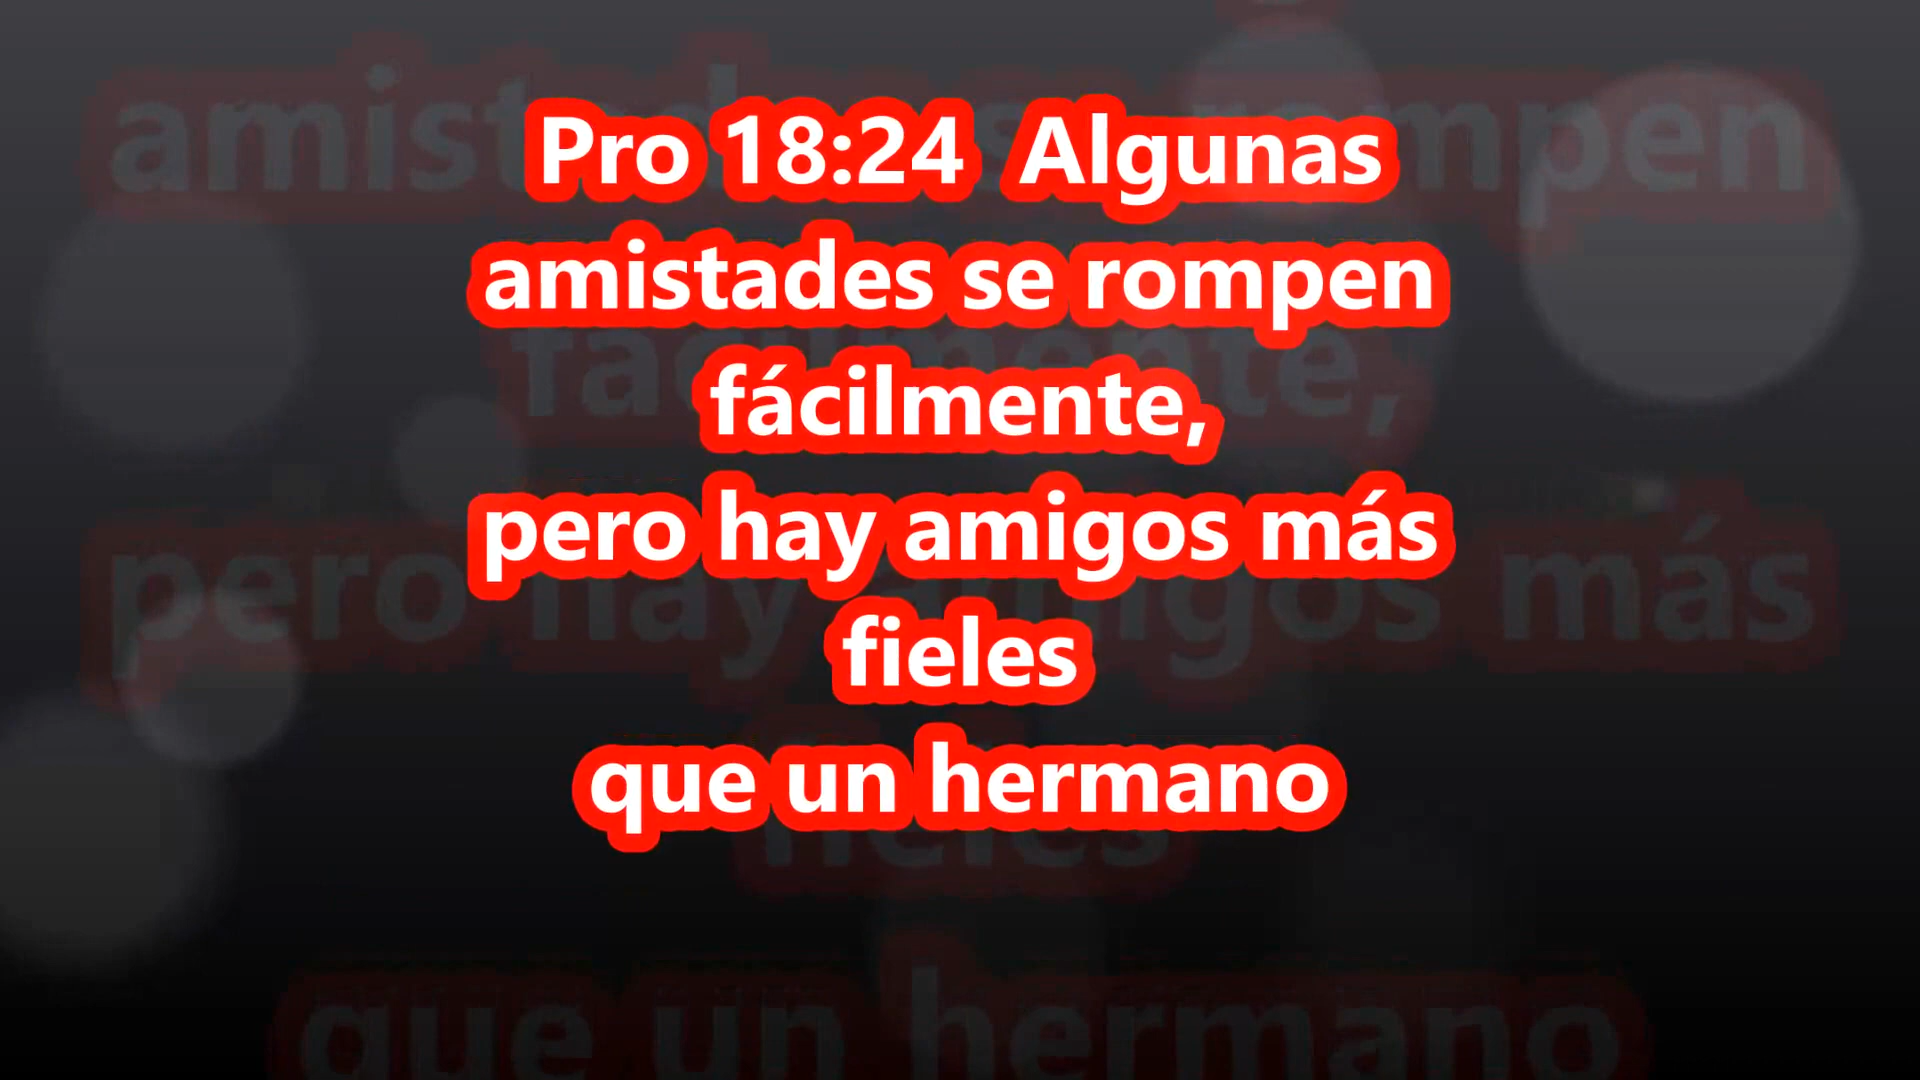 Pro 18:24  Algunas
amistades se rompen
fácilmente,
pero hay amigos más
fieles
que un hermano